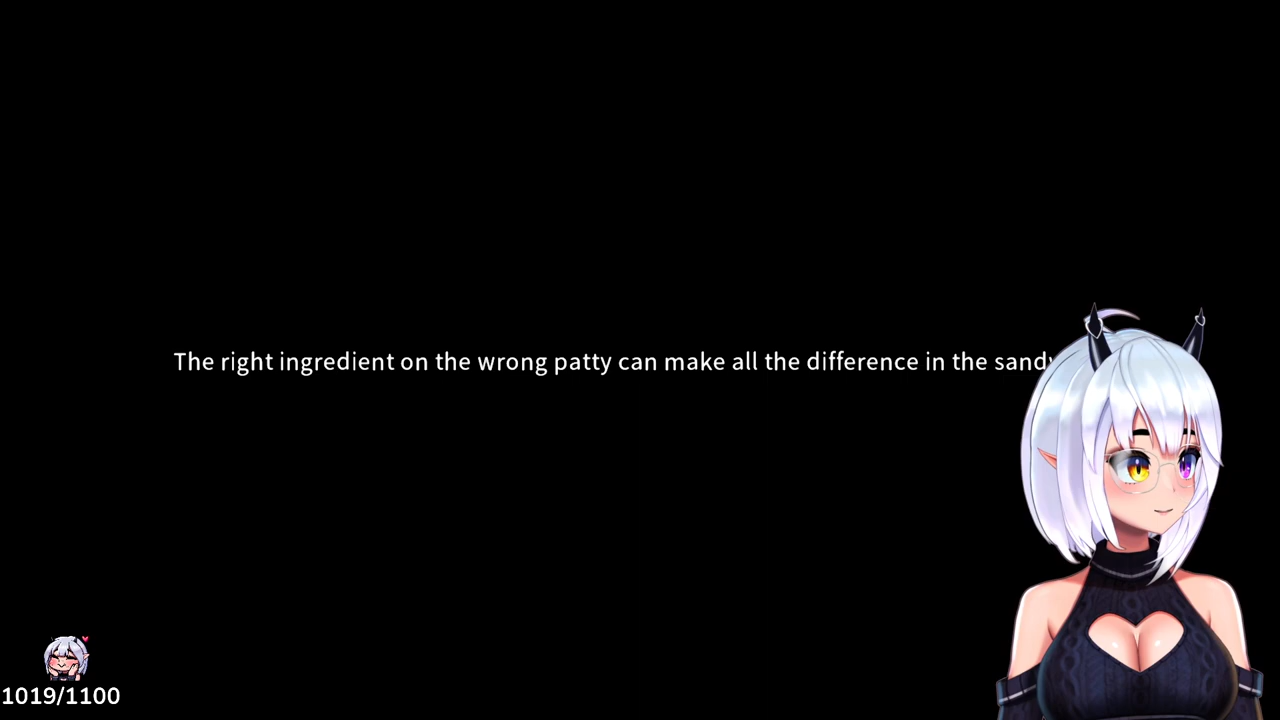 The right ingredient on the wrong patty can make all the difference in the
1019/1100